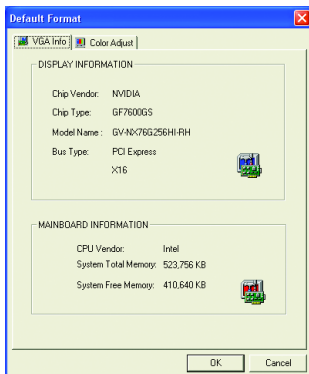 Default Format
VGA Info Color Adjust
DISPLAY INFORMATION
Chip Vendor: NVIDIA
Chip Type: GF7600GS
Model Name : GV-NX76G256HI-RH
Bus Type: PCI Express
X16
MAINBOARD INFORMATION
CPU Vendor: Intel
System Total Memory: 523,756 KB
System Free Memory: 410,640 KB
OK Cancel